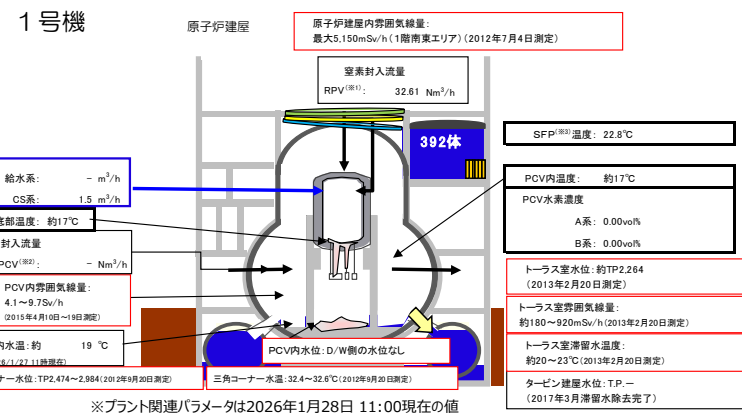 1号機
原子炉建屋
原子炉建屋内雰囲気線量:
最大5,150mSv/h(1階南東エリア)(2012年7月4日測定)
窒素封入流量
RPV(※1): 32.61 Nm³/h
392体
SFP(※3)温度: 22.8℃
給水系: - m³/h
CS系: 1.5 m³/h
PCV内温度: 約17℃
PCV水素濃度
A系: 0.00vol%
B系: 0.00vol%
底部温度: 約17℃
封入流量
PCV(※2): - Nm³/h
PCV内雰囲気線量:
4.1~9.7Sv/h
(2015年4月10日~19日測定)
トーラス室水位:約TP2,264
(2013年2月20日測定)
トーラス室雰囲気線量:
約180~920mSv/h(2013年2月20日測定)
トーラス室滞留水温度:
約20~23℃(2013年2月20日測定)
タービン建屋水位: T.P.-
(2017年3月滞留水除去完了)
内水温:約 19 ℃
26/1/27 11時現在)
PCV内水位:D/W側の水位なし
ナー水位:TP2,474~2,984(2012年9月20日測定)
三角コーナー水温:32.4~32.6℃(2012年9月20日測定)
※プラント関連パラメータは2026年1月28日 11:00現在の値